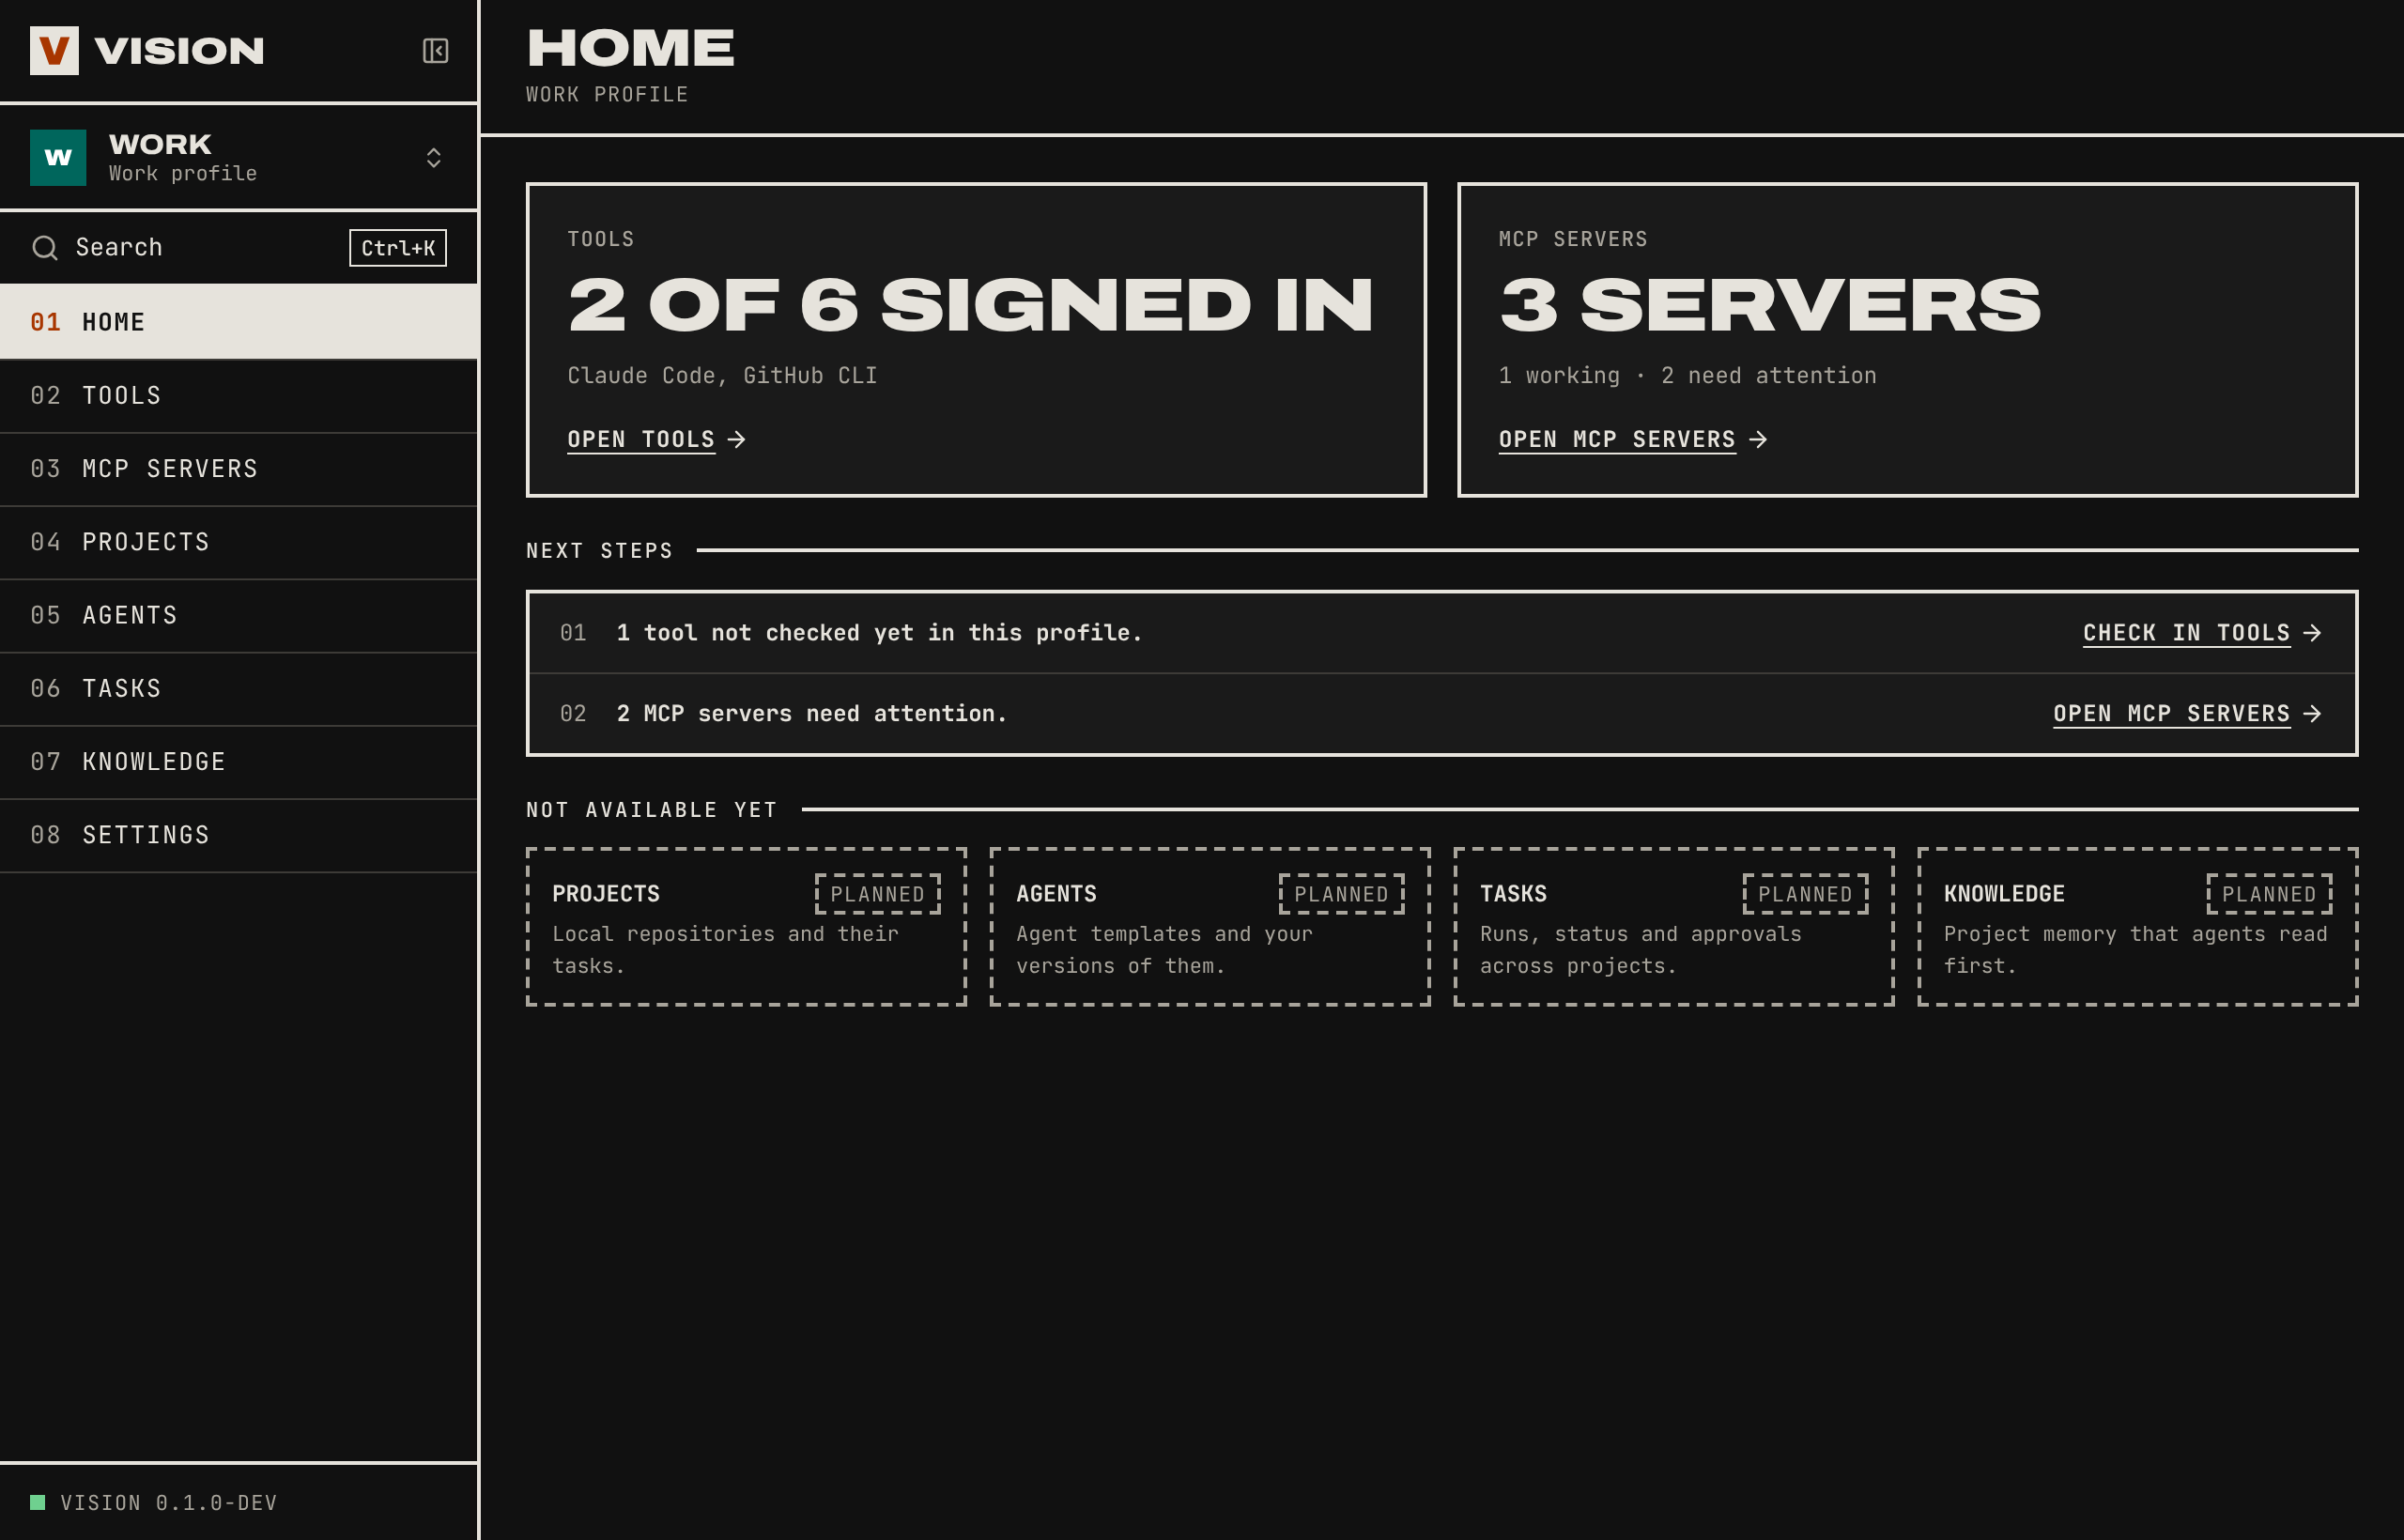 V VISION
W WORK
Work profile
Search Ctrl+K
01 HOME
02 TOOLS
03 MCP SERVERS
04 PROJECTS
05 AGENTS
06 TASKS
07 KNOWLEDGE
08 SETTINGS
VISION 0.1.0-DEV
HOME
WORK PROFILE
TOOLS
2 OF 6 SIGNED IN
Claude Code, GitHub CLI
OPEN TOOLS →
MCP SERVERS
3 SERVERS
1 working · 2 need attention
OPEN MCP SERVERS →
NEXT STEPS
01 1 tool not checked yet in this profile. CHECK IN TOOLS →
02 2 MCP servers need attention. OPEN MCP SERVERS →
NOT AVAILABLE YET
PROJECTS PLANNED
Local repositories and their
tasks.
AGENTS PLANNED
Agent templates and your
versions of them.
TASKS PLANNED
Runs, status and approvals
across projects.
KNOWLEDGE PLANNED
Project memory that agents read
first.